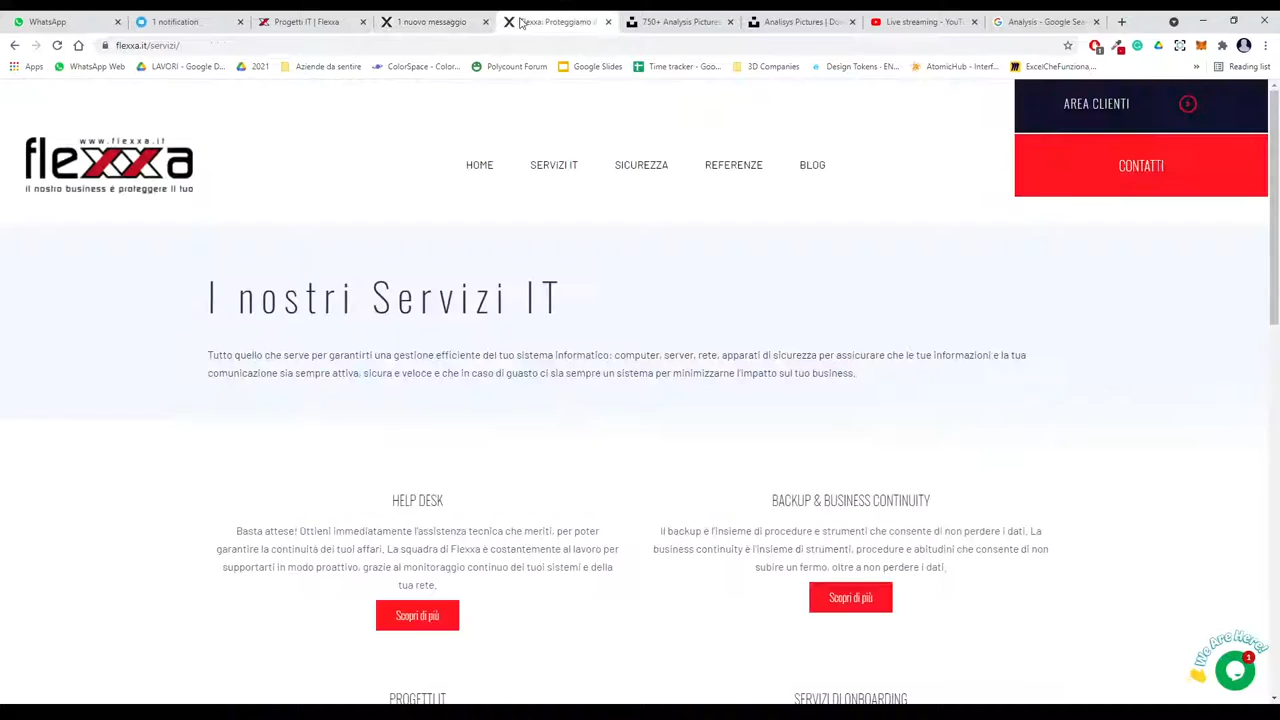 WhatsApp
1 notification
Progetti IT | Flexxa
1 nuovo messaggio
Flexxa: Proteggiamo i
750+ Analysis Pictures
Analisys Pictures | Do
Live streaming - YouT
Analysis - Google Sea
flexxa.it/servizi/
Apps
WhatsApp Web
LAVORI - Google D...
2021
Aziende da sentire
ColorSpace - Color...
Polycount Forum
Google Slides
Time tracker - Goo...
3D Companies
Design Tokens - EN...
AtomicHub - Interf...
ExcelCheFunziona,...
Reading list
AREA CLIENTI
www.flexxa.it
flexxa
il nostro business è proteggere il tuo
HOME
SERVIZI IT
SICUREZZA
REFERENZE
BLOG
CONTATTI
I nostri Servizi IT
Tutto quello che serve per garantirti una gestione efficiente del tuo sistema informatico: computer, server, rete, apparati di sicurezza per assicurare che le tue informazioni e la tua
comunicazione sia sempre attiva, sicura e veloce e che in caso di guasto ci sia sempre un sistema per minimizzarne l'impatto sul tuo business.
HELP DESK
Basta attese! Ottieni immediatamente l'assistenza tecnica che meriti, per poter
garantire la continuità dei tuoi affari. La squadra di Flexxa è costantemente al lavoro per
supportarti in modo proattivo, grazie al monitoraggio continuo dei tuoi sistemi e della
tua rete.
Scopri di più
BACKUP & BUSINESS CONTINUITY
Il backup è l'insieme di procedure e strumenti che consente di non perdere i dati. La
business continuity è l'insieme di strumenti, procedure e abitudini che consente di non
subire un fermo, oltre a non perdere i dati.
Scopri di più
We Are Here!
1
PROGETTI IT
SERVIZI DI ONBOARDING